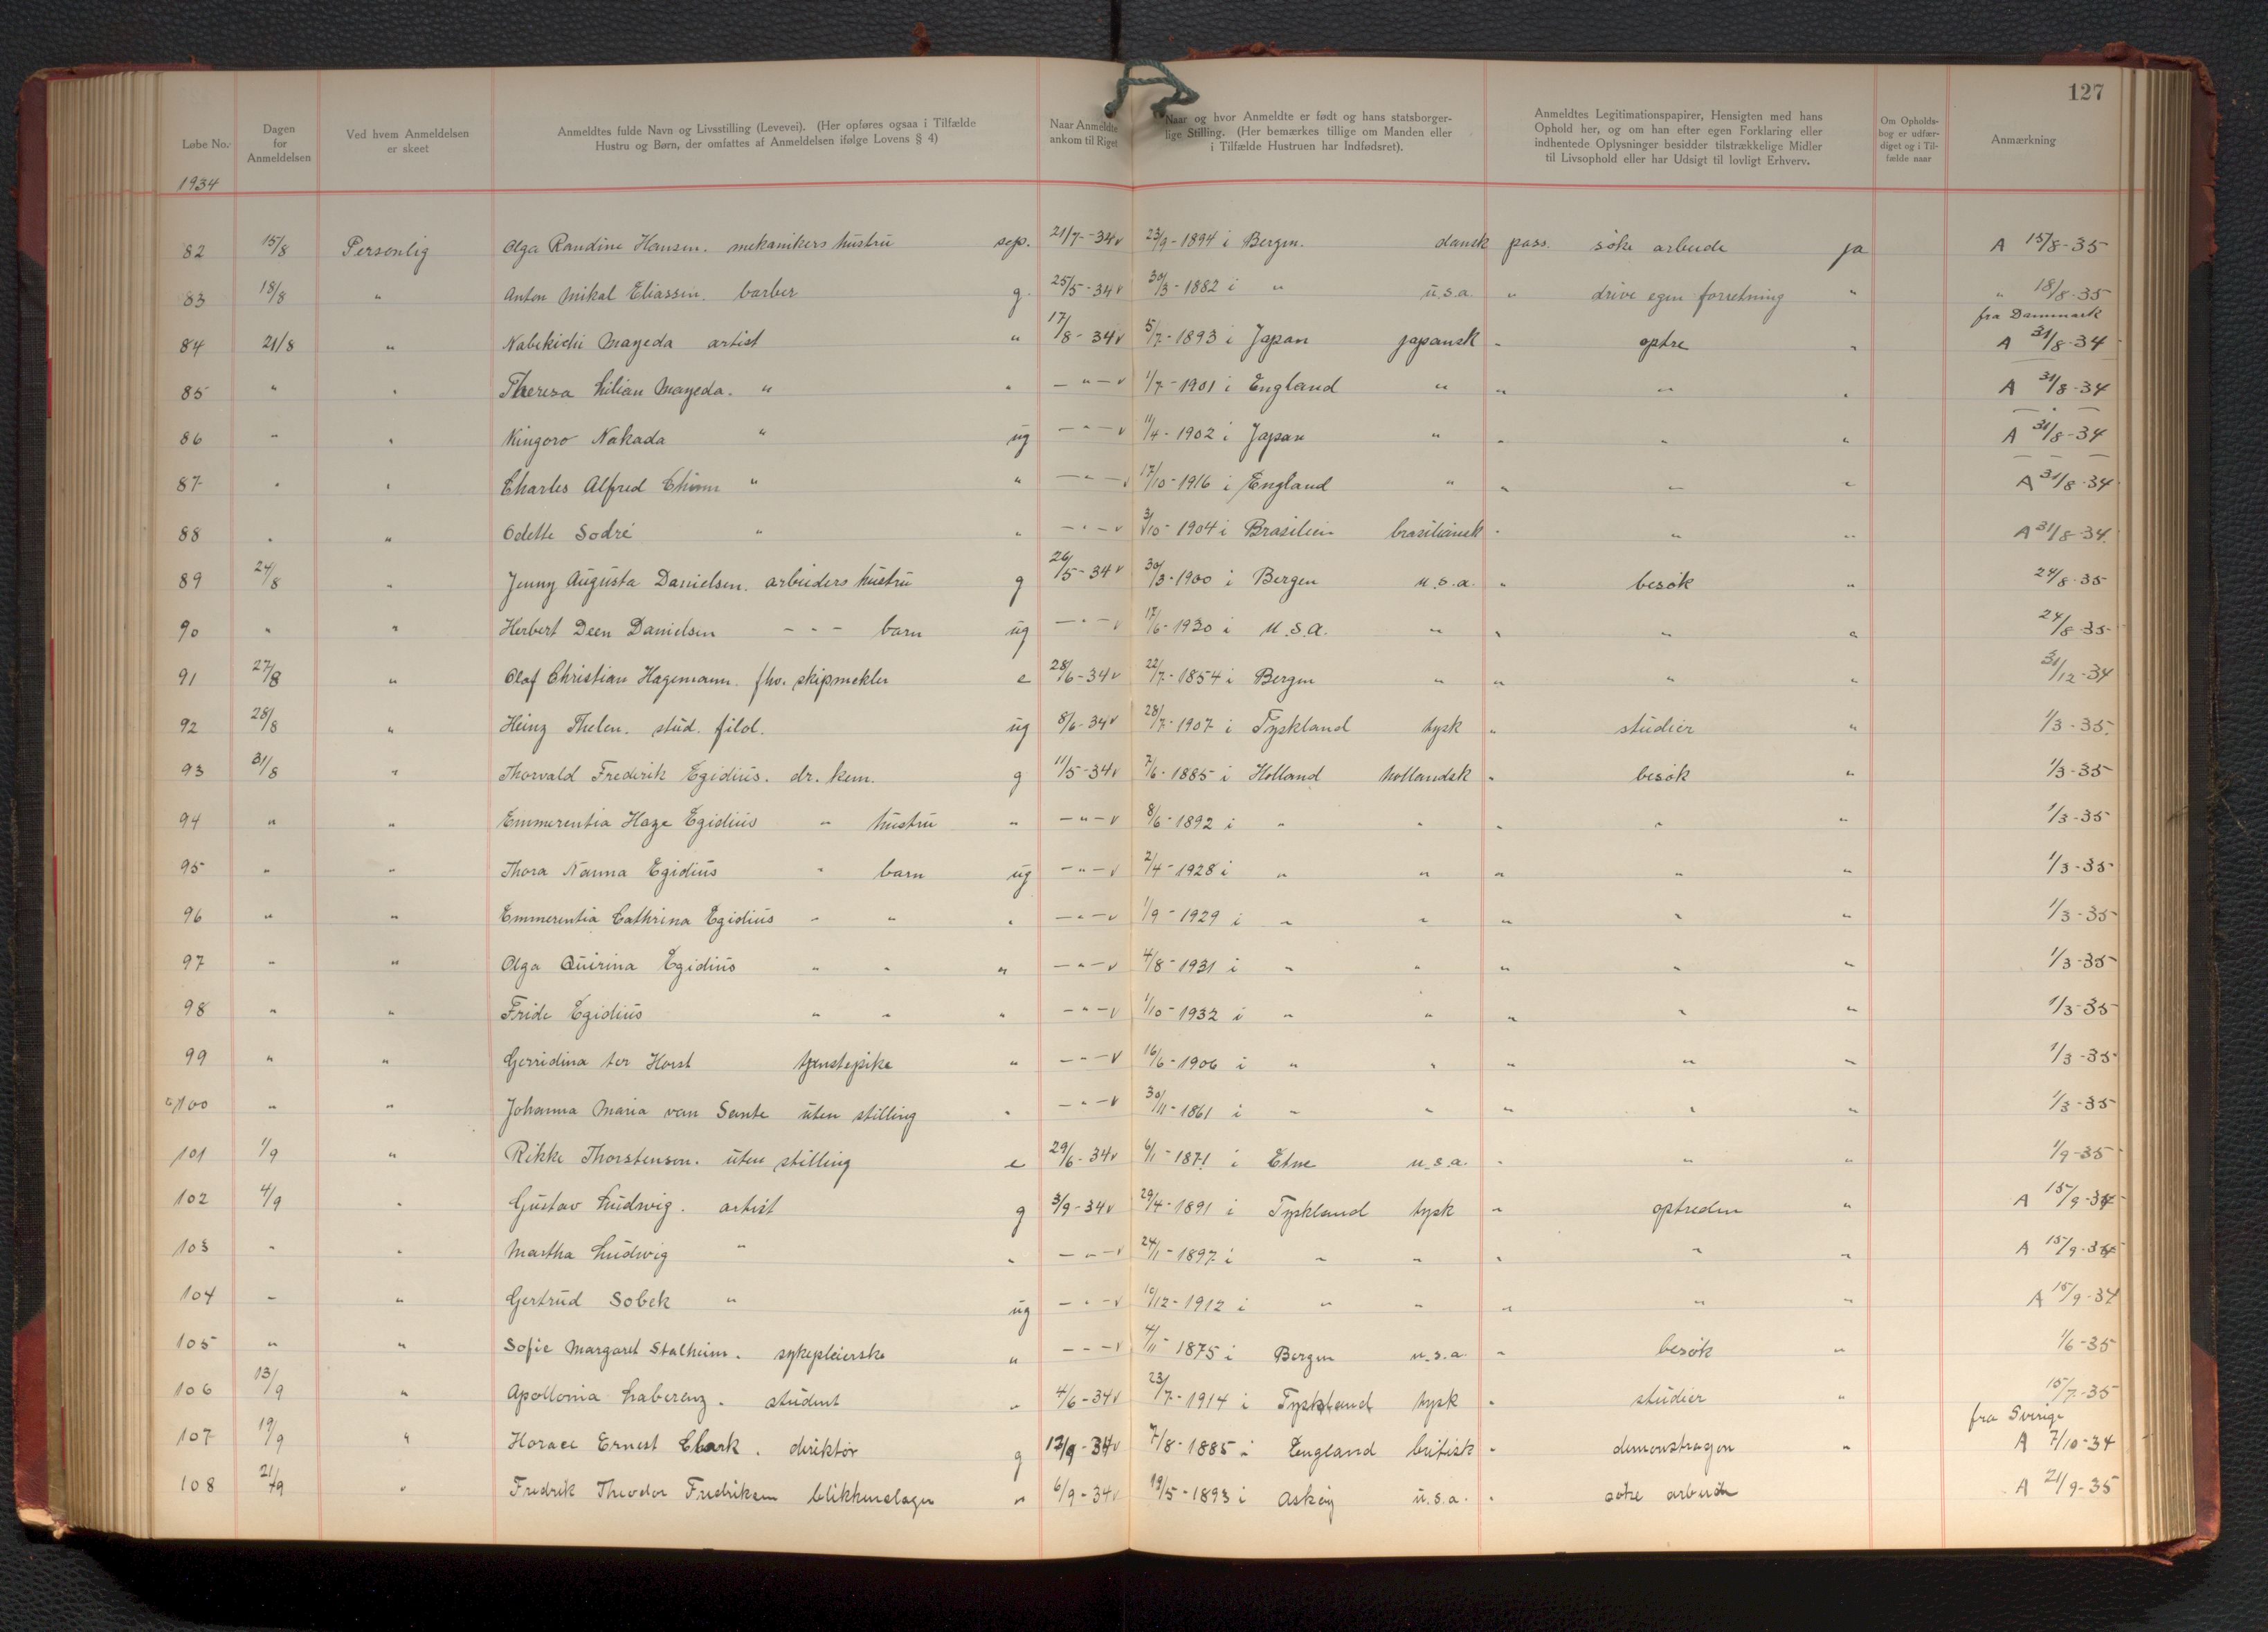 127
Løbe No. Dagen for Anmeldelsen Ved hvem Anmeldelsen er skeet Anmeldtes fulde Navn og Livsstilling (Levevei). (Her opføres ogsaa i Tilfælde Hustru og Børn, der omfattes af Anmeldelsen ifølge Lovens § 4) Naar Anmeldte ankom til Riget Naar og hvor Anmeldte er født og hans statsborgerlige Stilling. (Her bemærkes tillige om Manden eller i Tilfælde Hustruen har Indfødsret). Anmeldtes Legitimationspapirer, Hensigten med hans Ophold her, og om han efter egen Forklaring eller indhentede Oplysninger besidder tilstrækkelige Midler til Livsophold eller har Udsigt til lovligt Erhverv. Om Opholdsbog er udfærdiget og i Tilfælde naar Anmærkning
1934
82 15/8 Personlig Olga Randine Hansen. mekanikers hustru sep. 21/7-34 v 23/9-1894 i Bergen. dansk pass. söke arbeide ja A 15/8-35
83 18/8 " Anton Mikal Eliassen. barber g. 25/5-34 v 30/3-1882 i " u.s.a. " drive egen forretning " " 18/8-35
fra Danmark
84 21/8 " Nabekichi Mayeda artist " 17/8-34 v 5/7-1893 i Japan japansk " optre " A 31/8-34
85 " " Theresa Lilian Mayeda. " " - " - v 1/7-1901 i England " " " " A 31/8-34
86 " " Kingoro Nakada " ug - " - v 11/4-1902 i Japan " " " " A 31/8-34
87 " " Charles Alfred " " - " - v 17/10-1916 i England " " " " A 31/8-34
88 " " Odette Sodré " " - " - v 3/10-1904 i Brasilien brasiliansk " " " A 31/8-34.
89 24/8 " Jenny Augusta Danielsen. arbeiders hustru g 26/5-34 v 30/3-1900 i Bergen u.s.a. " besök " 24/8-35
90 " " Herbert Deen Danielsen - " - barn ug - " - v 17/6-1930 i U.S.A. " " " " 24/8-35
91 27/8 " Olaf Christian Hagemann. fhv. skipsmekler e 28/6-34 v 22/7-1854 i Bergen " " " " 31/12-34
92 28/8 " Heinz Thelen. stud. filol. ug 8/6-34 v 28/7-1907 i Tyskland tysk " studier " 1/3-35.
93 31/8 " Thorvald Frederik Egidius. dr. kem. g 11/5-34 v 7/6-1885 i Holland hollandsk " besök " 1/3-35
94 " " Emmerentia Haze Egidius " hustru " - " - v 8/6-1892 i " " " " " 1/3-35
95 " " Thora Nanna Egidius " barn ug - " - v 2/4-1928 i " " " " " 1/3-35
96 " " Emmerentia Cathrina Egidius " " " - " - v 1/9-1929 i " " " " " 1/3-35
97 " " Olga Quirina Egidius " " " - " - v 4/8-1931 i " " " " " 1/3-35
98 " " Fride Egidius " " " - " - v 1/10-1932 i " " " " " 1/3-35
99 " " Gerridina ter Horst tjenstepike " - " - v 16/6-1906 i " " " " " 1/3-35
100 " " Johanna Maria van Sante uten stilling " - " - v 30/11-1861 i " " " " " 1/3-35
101 1/9 " Rikke Thorstensen. uten stilling e 29/6-34 v 6/1-1871 i Etne u.s.a. " " " 1/9-35
102 4/9 " Gustav Ludwig. artist g 3/9-34 v 29/4-1891 i Tyskland tysk " optreden " A 15/9-34
103 " " Martha Ludwig " " - " - v 24/1-1897 i " " " " " A 15/9-34
104 " " Gertrud Sobek " ug - " - v 10/12-1912 i " " " " " A 15/9-34
105 " " Sofie Margaret Stalheim. sykepleierske " - " - v 4/11-1875 i Bergen u.s.a. " besök " 1/6-35
106 13/9 " Apollonia Laberenz. student " 4/6-34 v 23/7-1914 i Tyskland tysk " studier " 15/7-35
fra Sverige
107 19/9 " Horace Ernest Clark. direktör g 12/9-34 v 7/8-1885 i England britisk " demonstragen " A 7/10-34
108 21/9 " Fredrik Theodor Fredriksen blikkenslager " 6/9-34 v 19/5-1893 i Asköy u.s.a. " söke arbeide A 21/9-35